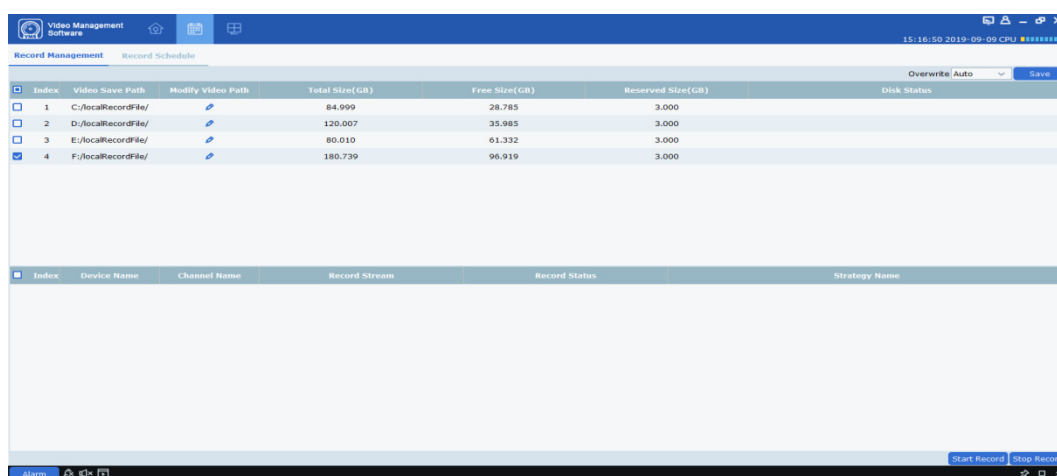 Video Management
Software
15:16:50 2019-09-09 CPU
Record Management Record Schedule
Overwrite Auto Save
Index Video Save Path Modify Video Path Total Size(GB) Free Size(GB) Reserved Size(GB) Disk Status
1 C:/localRecordFile/ 84.999 28.785 3.000
2 D:/localRecordFile/ 120.007 35.985 3.000
3 E:/localRecordFile/ 80.010 61.332 3.000
4 F:/localRecordFile/ 180.739 96.919 3.000
Index Device Name Channel Name Record Stream Record Status Strategy Name
Start Record Stop Recor
Alarm